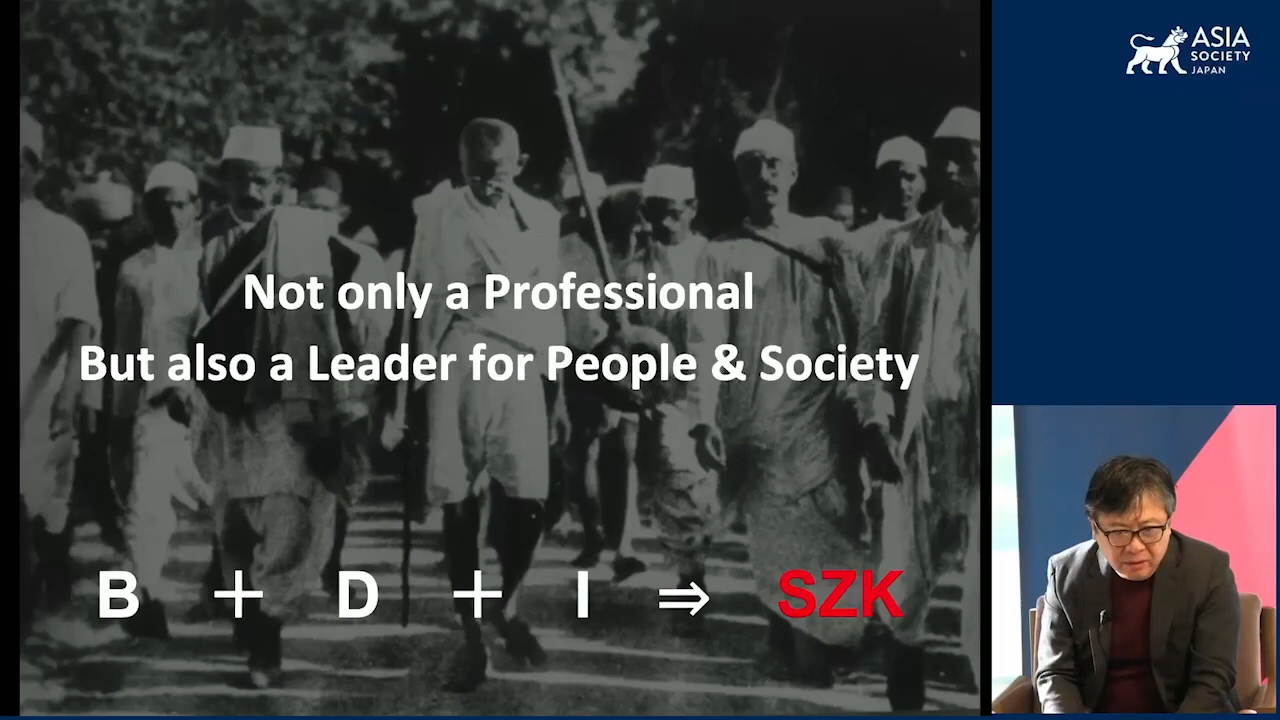 Not only a Professional
But also a Leader for People & Society
B + D + I ⇒ SZK
ASIA
SOCIETY
JAPAN